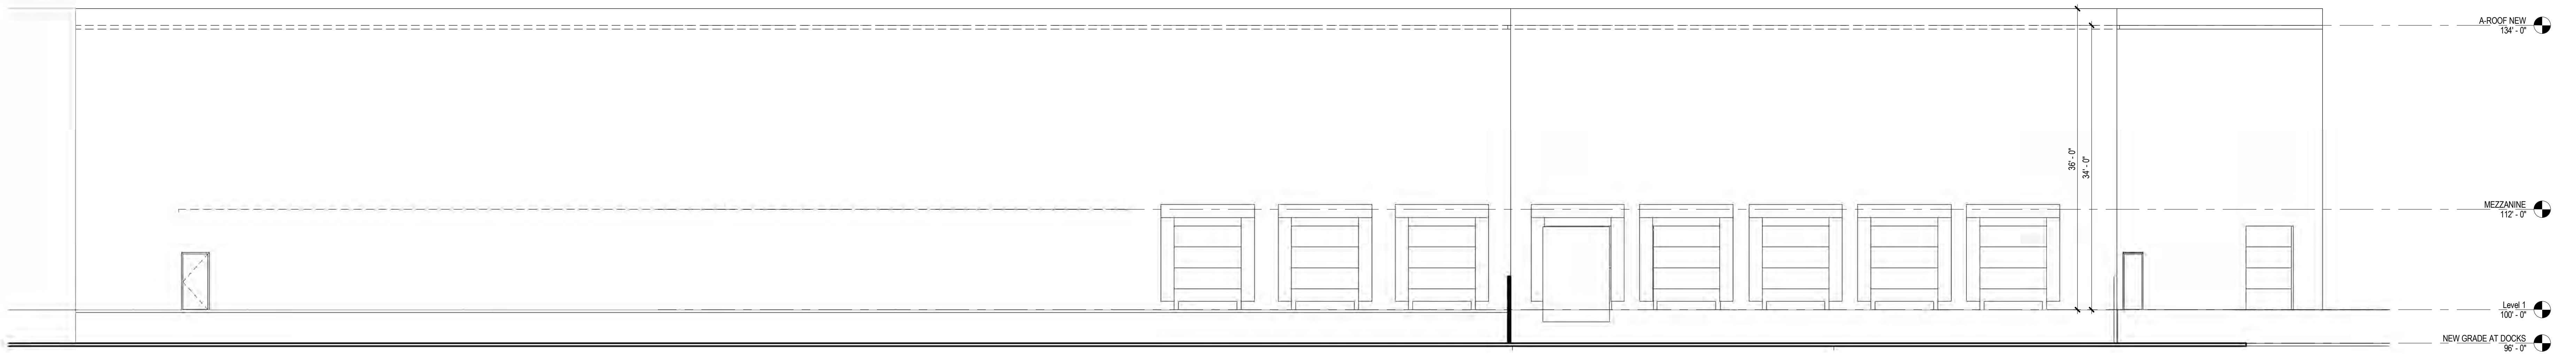 A-ROOF NEW
134' - 0"
36' - 0"
34' - 0"
MEZZANINE
112' - 0"
Level 1
100' - 0"
NEW GRADE AT DOCKS
96' - 0"